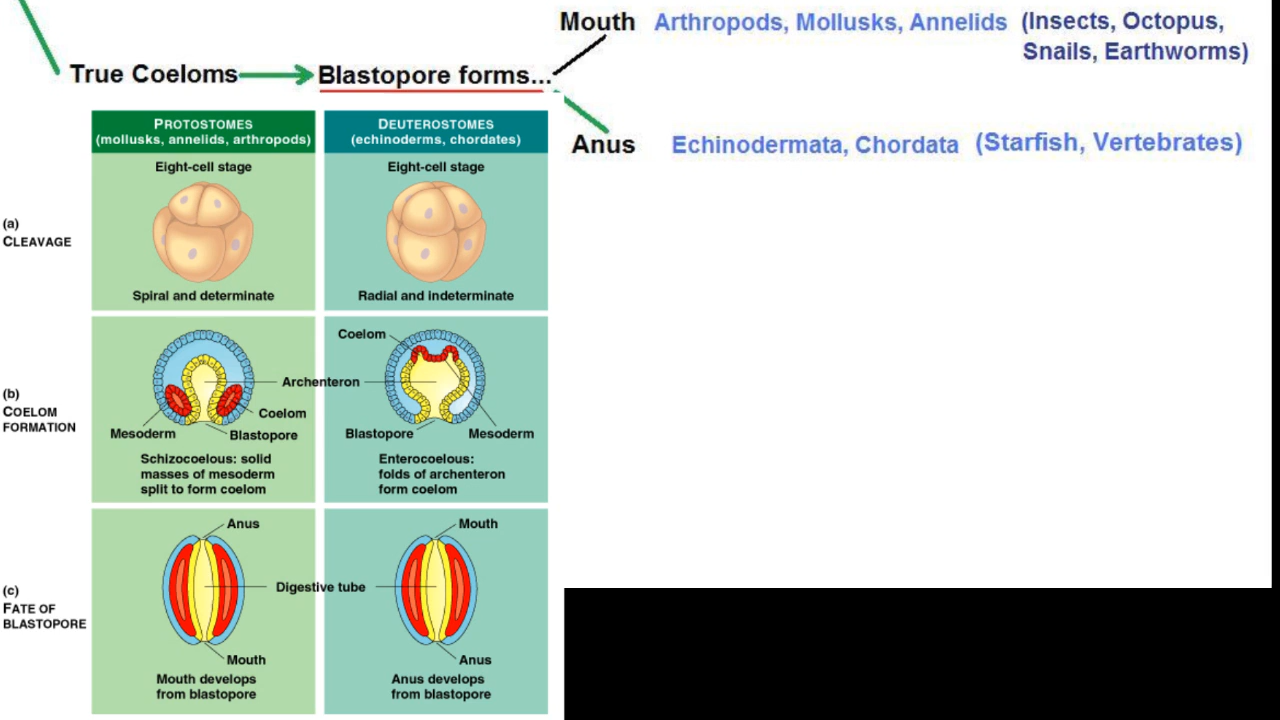 Mouth Arthropods, Mollusks, Annelids (Insects, Octopus,
Snails, Earthworms)
True Coeloms Blastopore forms...
Anus Echinodermata, Chordata (Starfish, Vertebrates)
PROTOSTOMES
(mollusks, annelids, arthropods)
DEUTEROSTOMES
(echinoderms, chordates)
(a)
CLEAVAGE
Eight-cell stage
Spiral and determinate
Eight-cell stage
Radial and indeterminate
(b)
COELOM
FORMATION
Archenteron
Coelom
Mesoderm
Blastopore
Schizocoelous: solid
masses of mesoderm
split to form coelom
Coelom
Blastopore
Mesoderm
Enterocoelous:
folds of archenteron
form coelom
(c)
FATE OF
BLASTOPORE
Anus
Digestive tube
Mouth
Mouth develops
from blastopore
Mouth
Anus
Anus develops
from blastopore